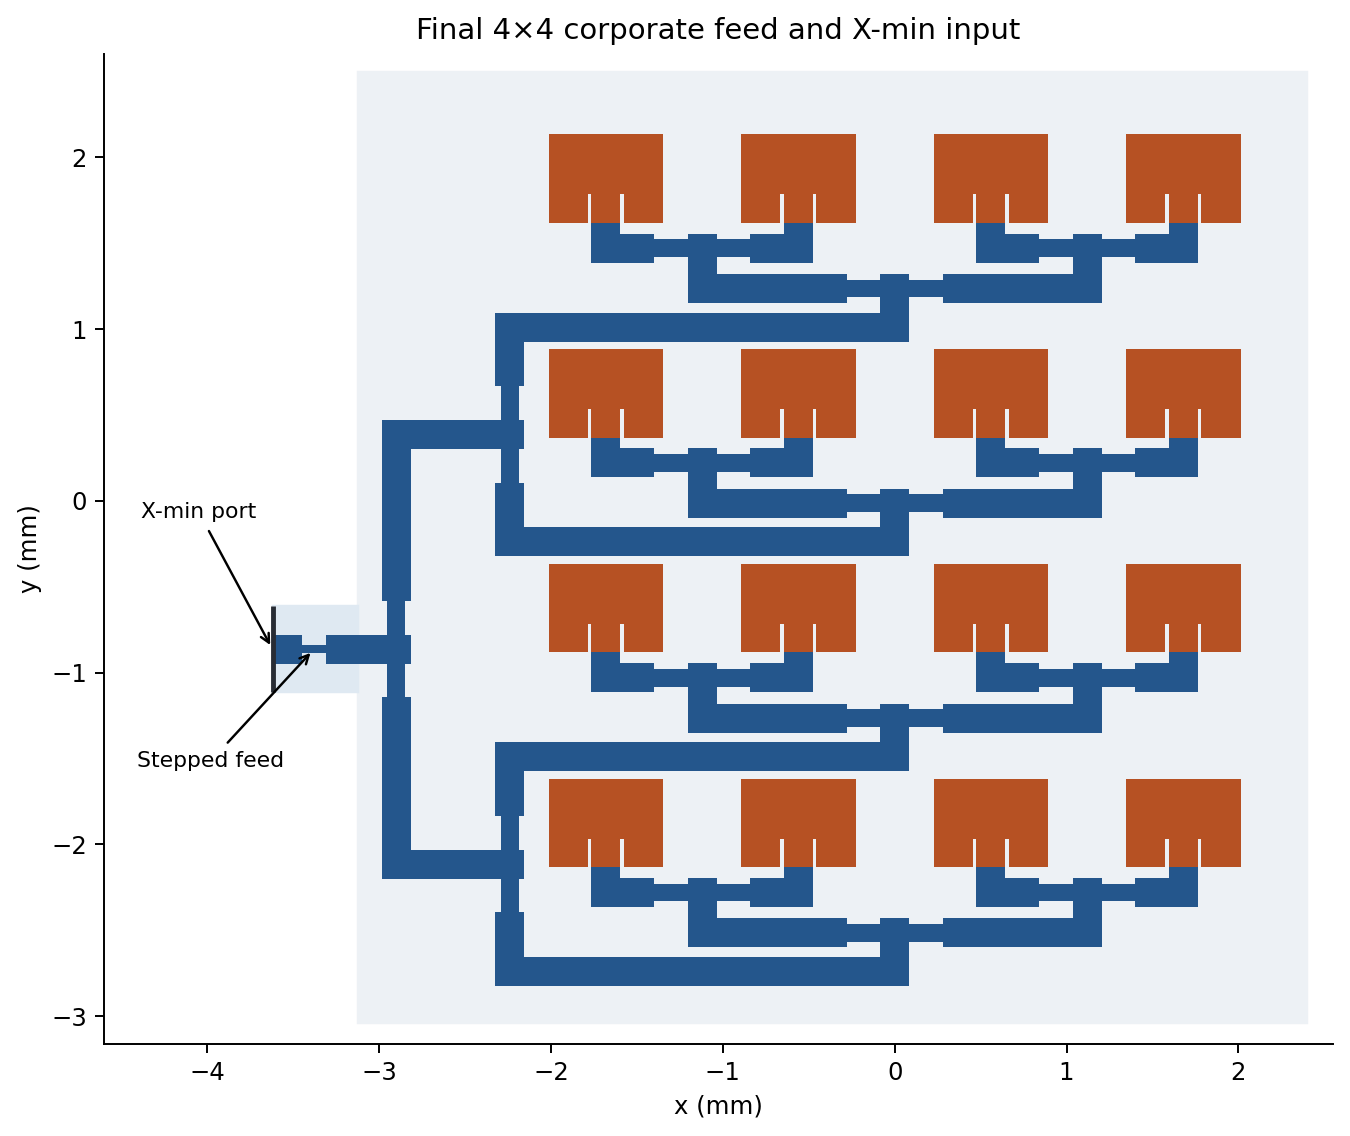 Final 4×4 corporate feed and X-min input
2
1
0
−1
−2
−3
y (mm)
X-min port
Stepped feed
−4
−3
−2
−1
0
1
2
x (mm)